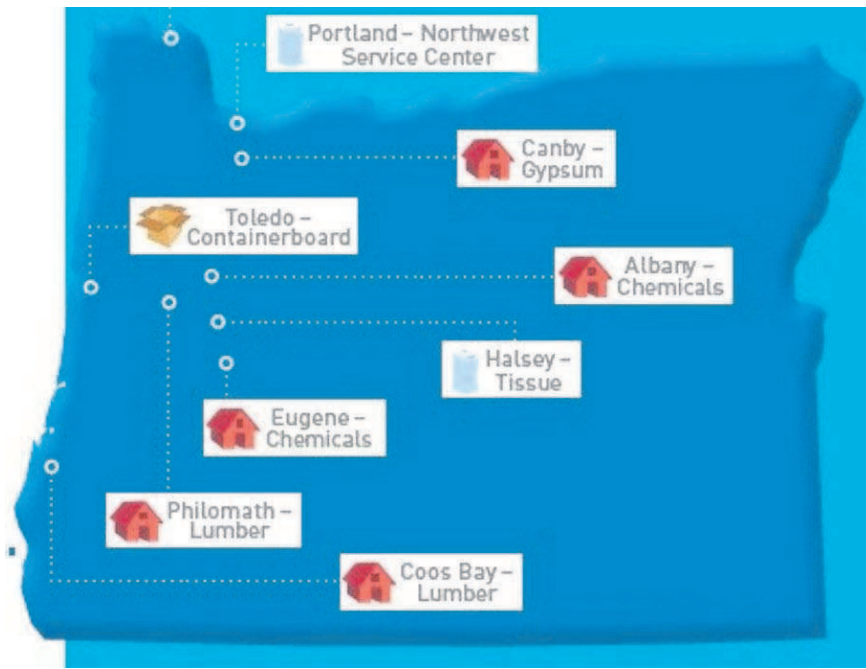 Portland – Northwest
Service Center
Canby –
Gypsum
Toledo –
Containerboard
Albany –
Chemicals
Halsey –
Tissue
Eugene –
Chemicals
Philomath –
Lumber
Coos Bay –
Lumber